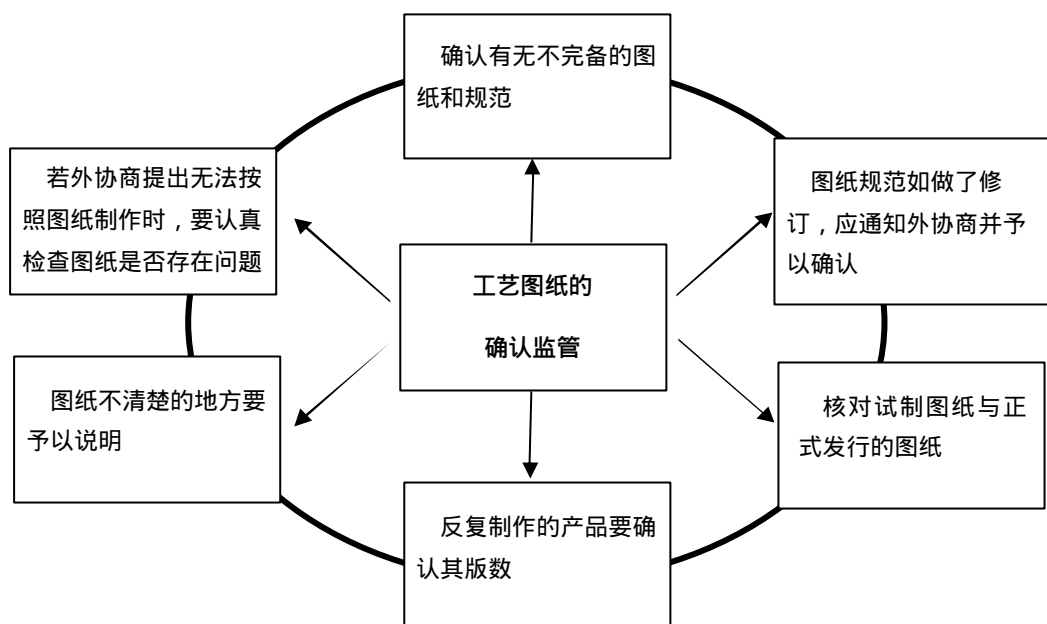 确认有无不完备的图
纸和规范
若外协商提出无法按
照图纸制作时，要认真
检查图纸是否存在问题
图纸规范如做了修
订，应通知外协商并予
以确认
工艺图纸的
确认监管
图纸不清楚的地方要
予以说明
核对试制图纸与正
式发行的图纸
反复制作的产品要确
认其版数